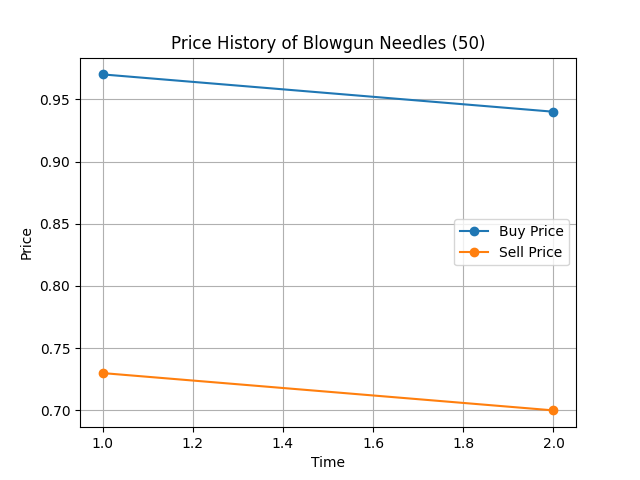 Price History of Blowgun Needles (50)
Price
0.95
0.90
0.85
0.80
0.75
0.70
Buy Price
Sell Price
1.0 1.2 1.4 1.6 1.8 2.0
Time